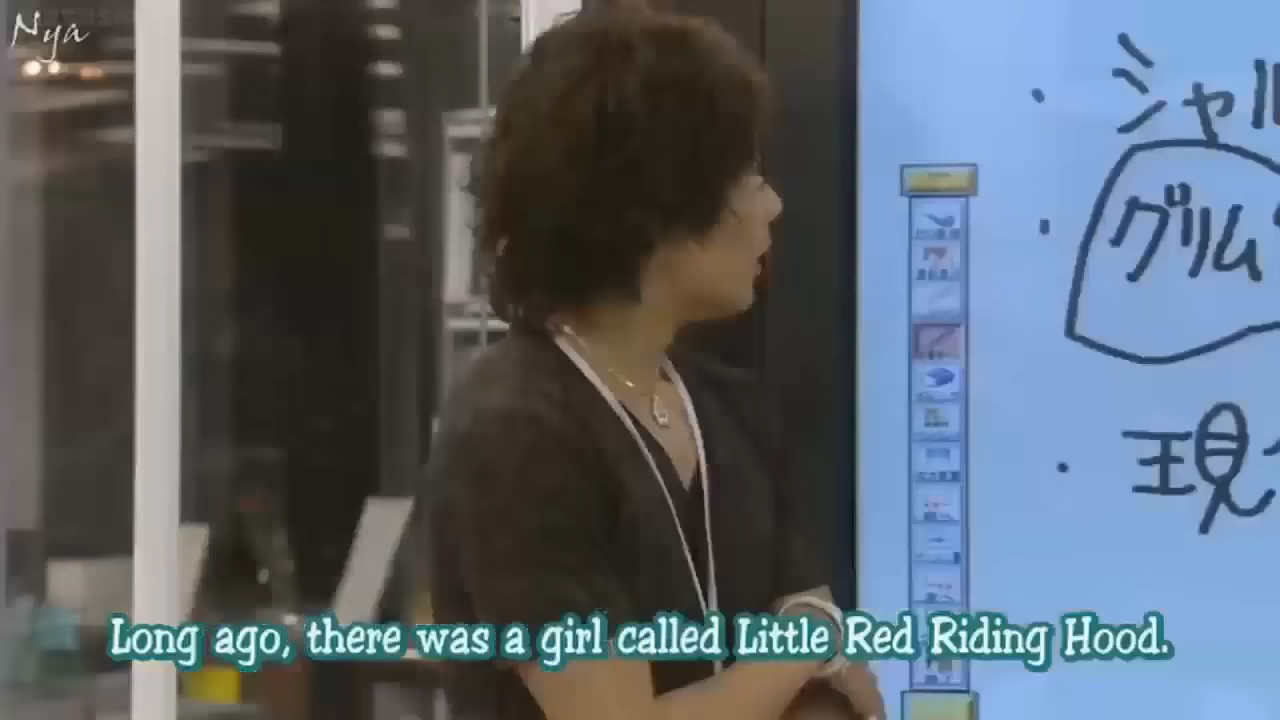 Nya
シャル
グリム
現
Long ago, there was a girl called Little Red Riding Hood.